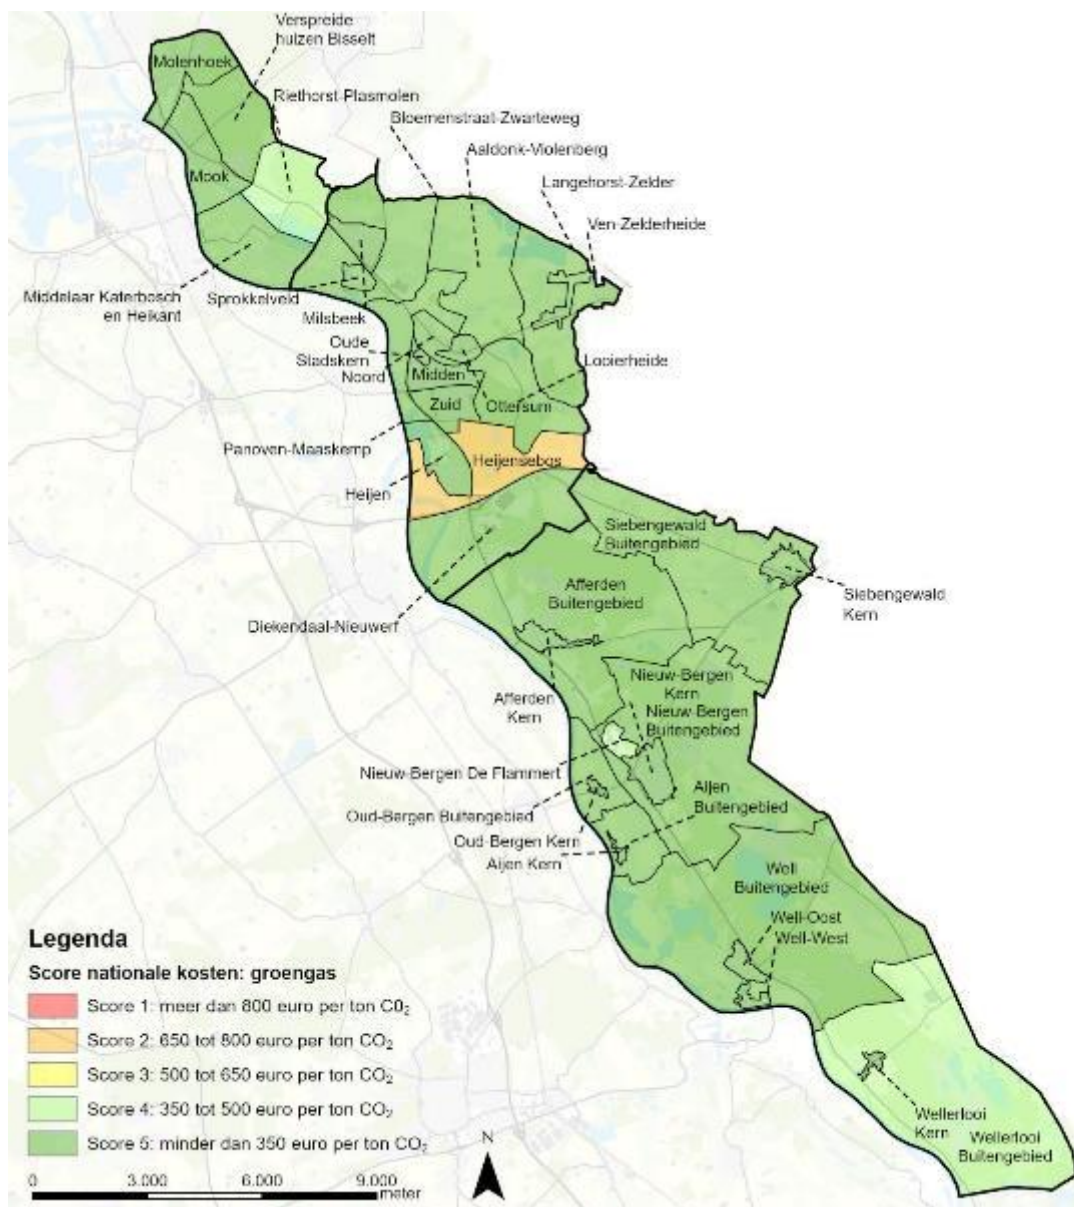 Verspreide
huizen Bisselt
Molenhoek
Riethorst-Plasmolen
Bloemenstraat-Zwarteweg
Aaldonk-Violenberg
Langehorst-Zelder
Mook
Ven-Zelderheide
Middelaar Katerbosch
en Heikant
Sprokkelveld
Milsbeek
Oude
Stadskern
Noord
Looierheide
Midden
Zuid
Ottersum
Panoven-Maaskemp
Heijensebos
Heijen
Siebengewald
Buitengebied
Afferden
Buitengebied
Siebengewald
Kern
Diekendaal-Nieuwerf
Nieuw-Bergen
Kern
Afferden
Kern
Nieuw-Bergen
Buitengebied
Nieuw-Bergen De Flammert
Aijen
Buitengebied
Oud-Bergen Buitengebied
Oud-Bergen Kern
Aijen Kern
Well
Buitengebied
Well-Oost
Well-West
Wellerlooi
Kern
Wellerlooi
Buitengebied
Legenda
Score nationale kosten: groengas
Score 1: meer dan 800 euro per ton C0₂
Score 2: 650 tot 800 euro per ton CO₂
Score 3: 500 tot 650 euro per ton CO₂
Score 4: 350 tot 500 euro per ton CO₂
Score 5: minder dan 350 euro per ton CO₂
N
0 3.000 6.000 9.000
meter